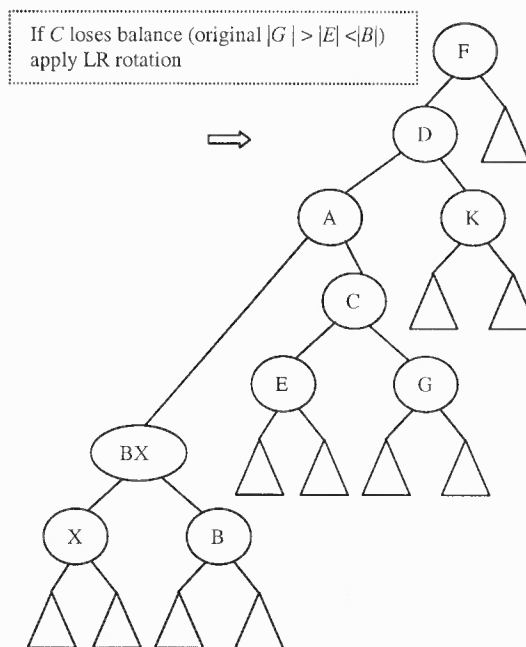 If C loses balance (original |G | > |E| <|B|)
apply LR rotation
F
D
A
K
C
E
G
BX
X
B